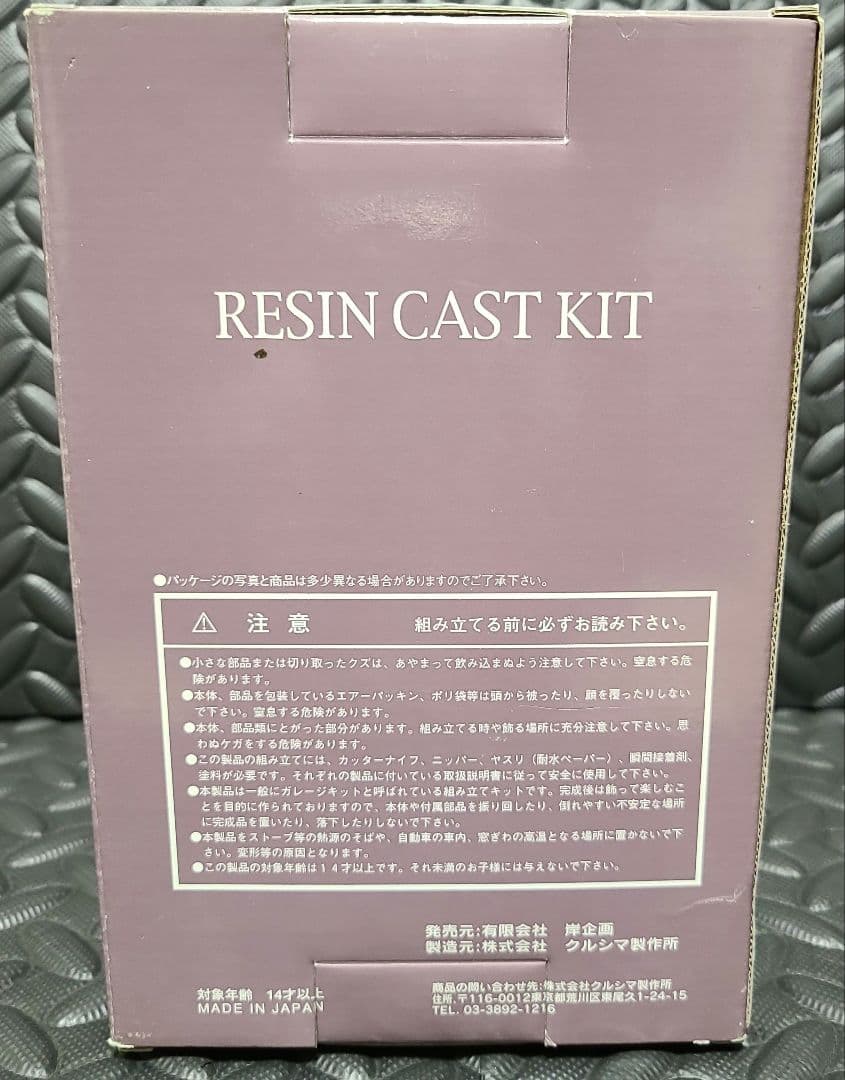 RESIN CAST KIT
●パッケージの写真と商品は多少異なる場合がありますのでご了承下さい。
⚠ 注 意 組み立てる前に必ずお読み下さい。
●小さな部品または切り取ったクズは、あやまって飲み込まぬよう注意して下さい。窒息する危
険があります。
●本体、部品を包装しているエアーパッキン、ポリ袋等は頭から被ったり、顔を覆ったりしない
で下さい。窒息する危険があります。
●本体、部品類にとがった部分があります。組み立てる時や飾る場所に充分注意して下さい。思
わぬケガをする危険があります。
●この製品の組み立てには、カッターナイフ、ニッパー、ヤスリ（耐水ペーパー）、瞬間接着剤、
塗料が必要です。それぞれの製品に付いている取扱説明書に従って安全に使用して下さい。
●本製品は一般にガレージキットと呼ばれている組み立てキットです。完成後は飾って楽しむこ
とを目的に作られておりますので、本体や付属部品を振り回したり、倒れやすい不安定な場所
に完成品を置いたり、落下したりしないで下さい。
●本製品をストーブ等の熱源のそばや、自動車の車内、窓ぎわの高温となる場所に置かないで下
さい。変形等の原因となります。
●この製品の対象年齢は１４才以上です。それ未満のお子様には与えないで下さい。
発売元:有限会社 岸企画
製造元:株式会社 クルシマ製作所
対象年齢 14才以上
MADE IN JAPAN
商品の問い合わせ先:株式会社クルシマ製作所
住所.〒116-0012東京都荒川区東尾久1-24-15
TEL. 03-3892-1216